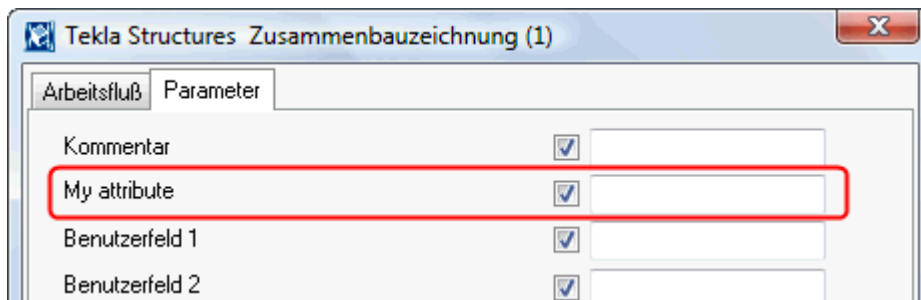 Tekla Structures Zusammenbauzeichnung (1)
Arbeitsfluß Parameter
Kommentar
My attribute
Benutzerfeld 1
Benutzerfeld 2